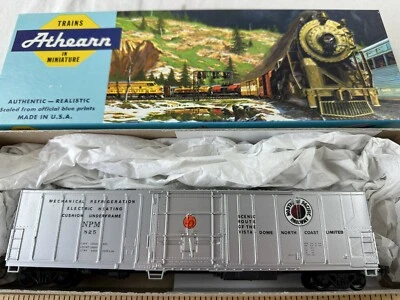 TRAINS
Athearn
IN
MINIATURE
AUTHENTIC — REALISTIC
Scaled from official blue prints
MADE IN U.S.A.
MECHANICAL REFRIGERATION
ELECTRIC HEATING
CUSHION UNDERFRAME
NPM
825
SCENIC
ROUTE
OF THE
VISTA-DOME NORTH COAST LIMITED